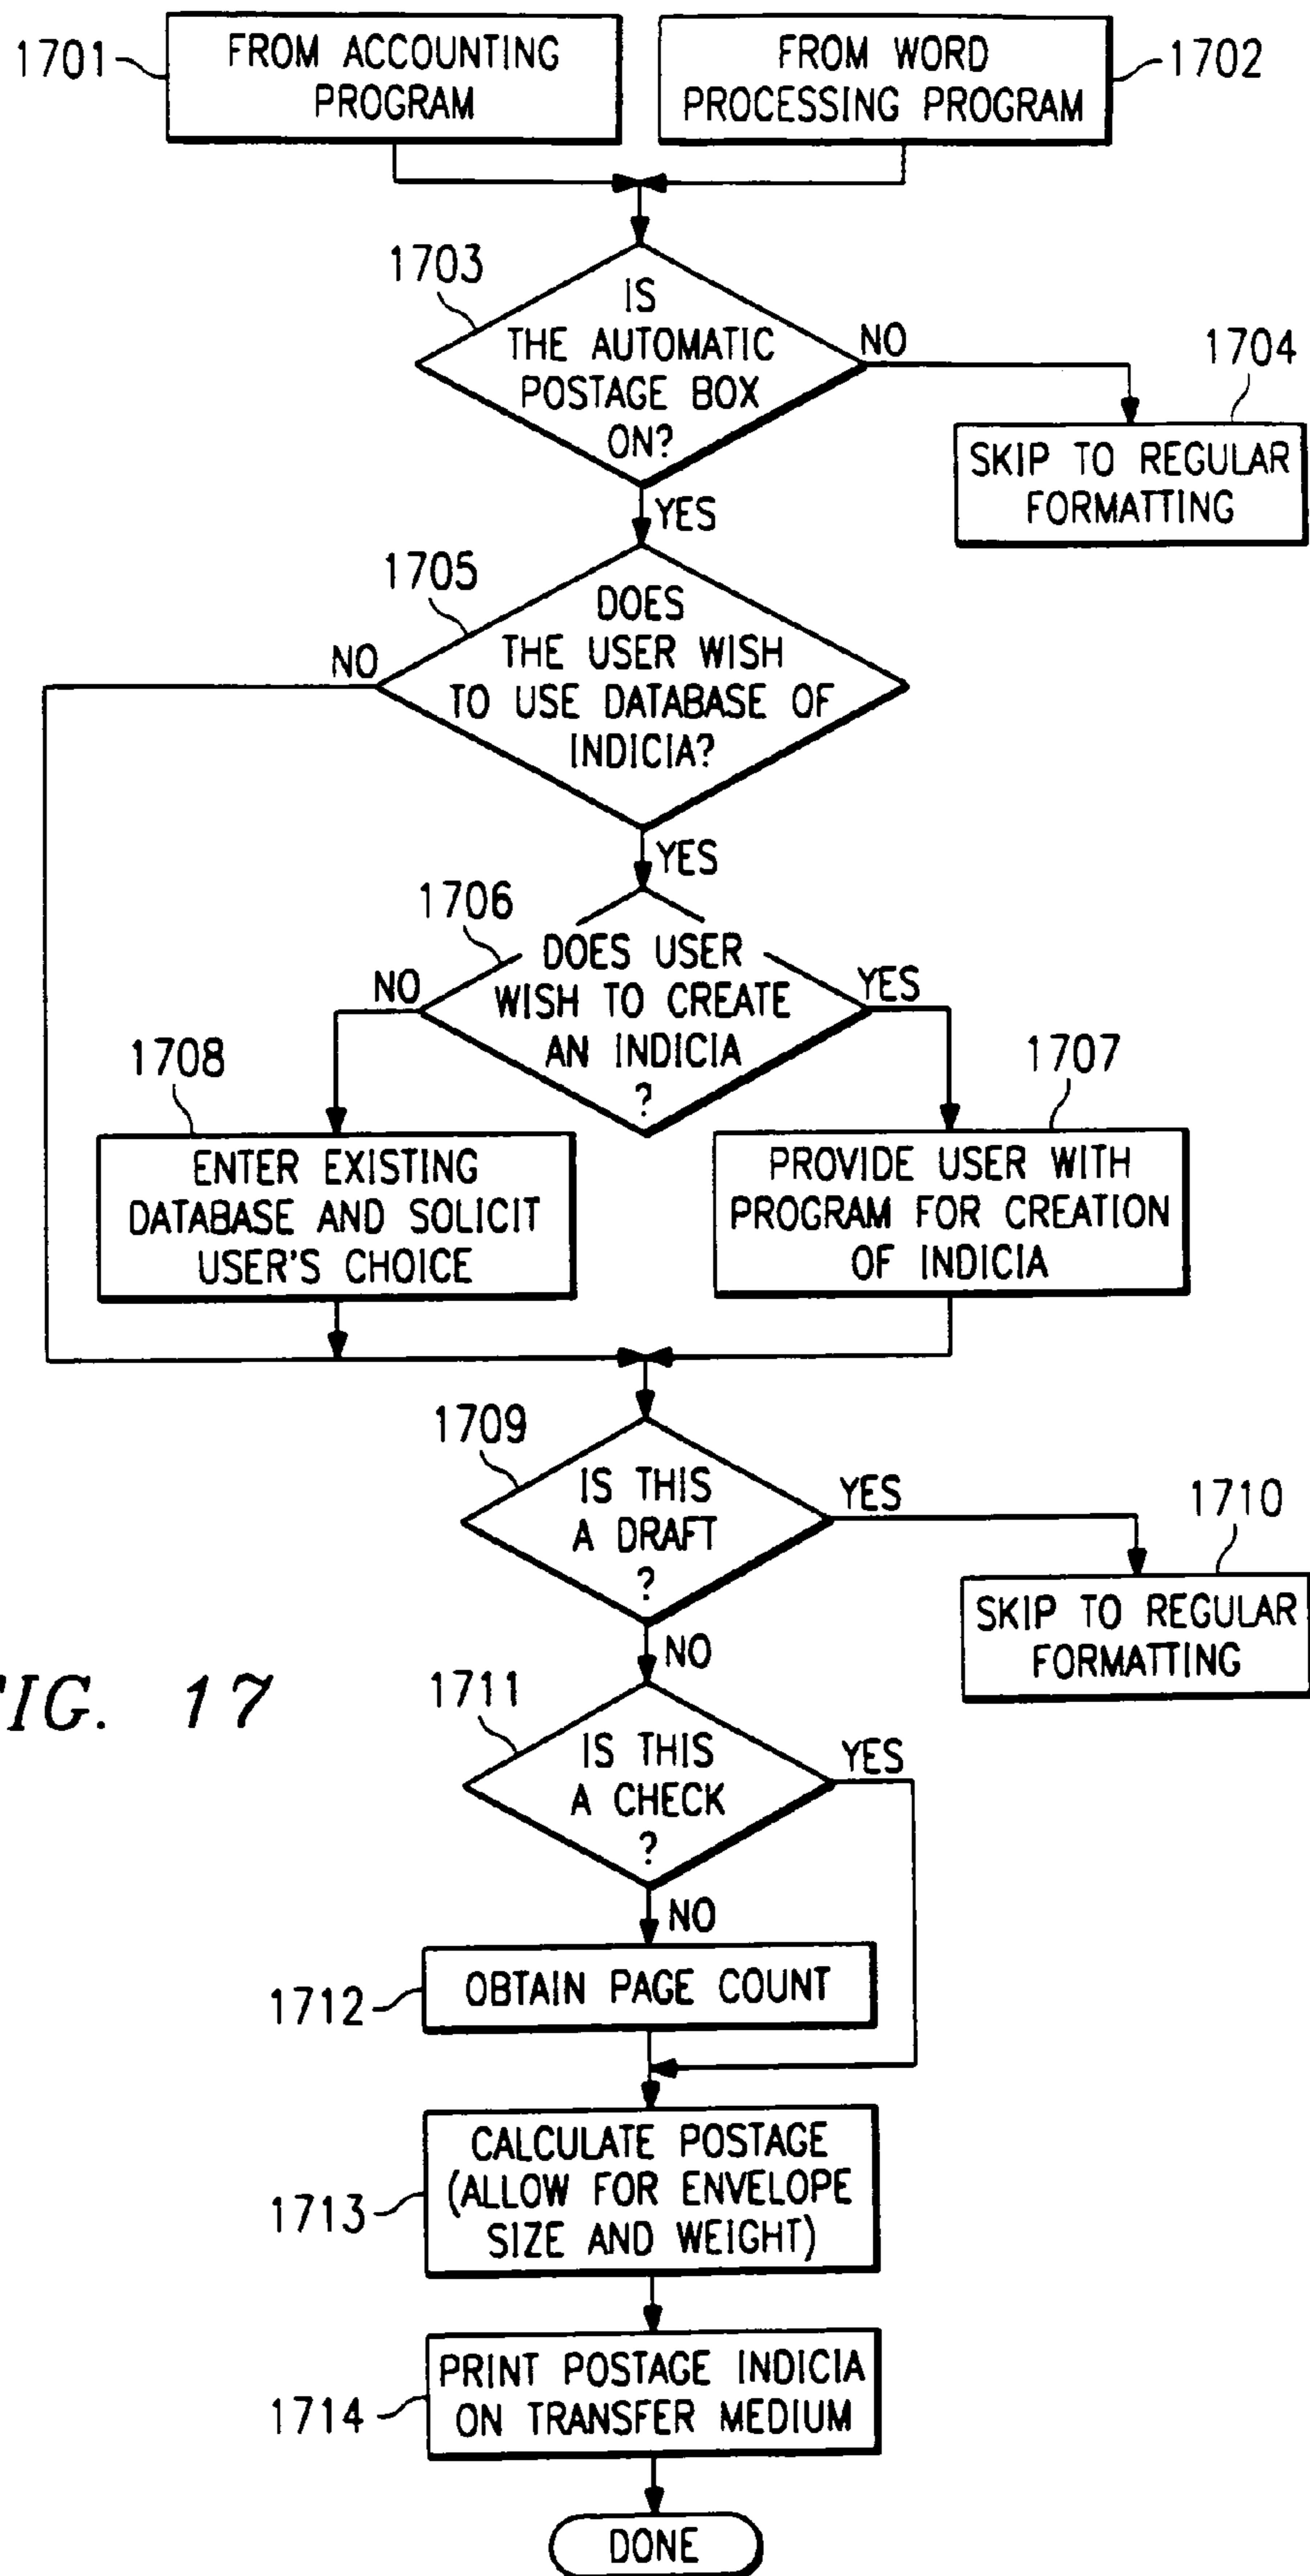 1701
FROM ACCOUNTING
PROGRAM
FROM WORD
PROCESSING PROGRAM
1702
1703
IS
THE AUTOMATIC
POSTAGE BOX
ON?
NO
YES
1704
SKIP TO REGULAR
FORMATTING
1705
DOES
THE USER WISH
TO USE DATABASE OF
INDICIA?
NO
YES
1706
DOES USER
WISH TO CREATE
AN INDICIA
?
NO
YES
1708
ENTER EXISTING
DATABASE AND SOLICIT
USER'S CHOICE
1707
PROVIDE USER WITH
PROGRAM FOR CREATION
OF INDICIA
1709
IS THIS
A DRAFT
?
YES
NO
1710
SKIP TO REGULAR
FORMATTING
FIG. 17
1711
IS THIS
A CHECK
?
YES
NO
1712
OBTAIN PAGE COUNT
1713
CALCULATE POSTAGE
(ALLOW FOR ENVELOPE
SIZE AND WEIGHT)
1714
PRINT POSTAGE INDICIA
ON TRANSFER MEDIUM
DONE